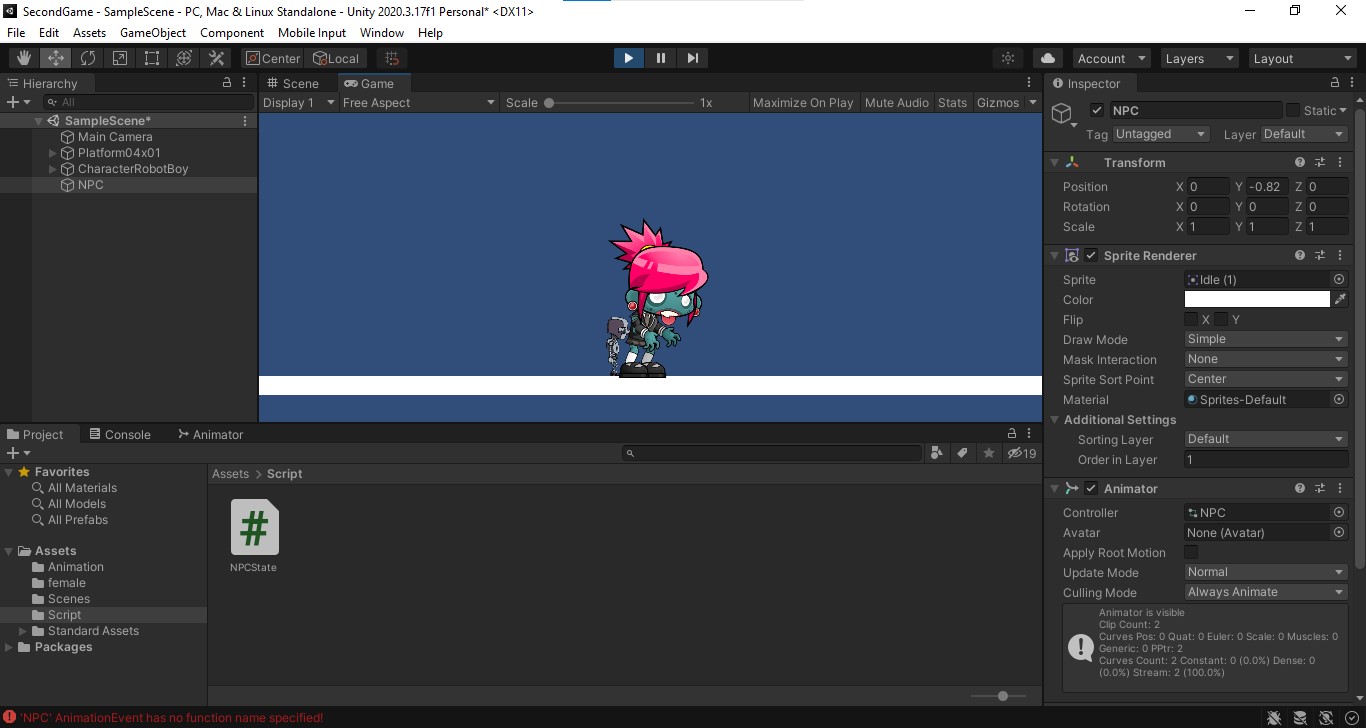 SecondGame - SampleScene - PC, Mac & Linux Standalone - Unity 2020.3.17f1 Personal* <DX11>
File Edit Assets GameObject Component Mobile Input Window Help
Center Local Account Layers Layout
Hierarchy
All
SampleScene*
Main Camera
Platform04x01
CharacterRobotBoy
NPC
Scene Game
Display 1 Free Aspect Scale 1x Maximize On Play Mute Audio Stats Gizmos
Inspector
NPC Static
Tag Untagged Layer Default
Transform
Position X 0 Y -0.82 Z 0
Rotation X 0 Y 0 Z 0
Scale X 1 Y 1 Z 1
Sprite Renderer
Sprite Idle (1)
Color
Flip X Y
Draw Mode Simple
Mask Interaction None
Sprite Sort Point Center
Material Sprites-Default
Additional Settings
Sorting Layer Default
Order in Layer 1
Animator
Controller NPC
Avatar None (Avatar)
Apply Root Motion
Update Mode Normal
Culling Mode Always Animate
Animator is visible
Clip Count: 2
Curves Pos: 0 Quat: 0 Euler: 0 Scale: 0 Muscles: 0
Generic: 0 PPtr: 2
Curves Count: 2 Constant: 0 (0.0%) Dense: 0
(0.0%) Stream: 2 (100.0%)
Project Console Animator
19
Favorites
All Materials
All Models
All Prefabs
Assets
Animation
female
Scenes
Script
Standard Assets
Packages
Assets > Script
#
NPCState
'NPC' AnimationEvent has no function name specified!